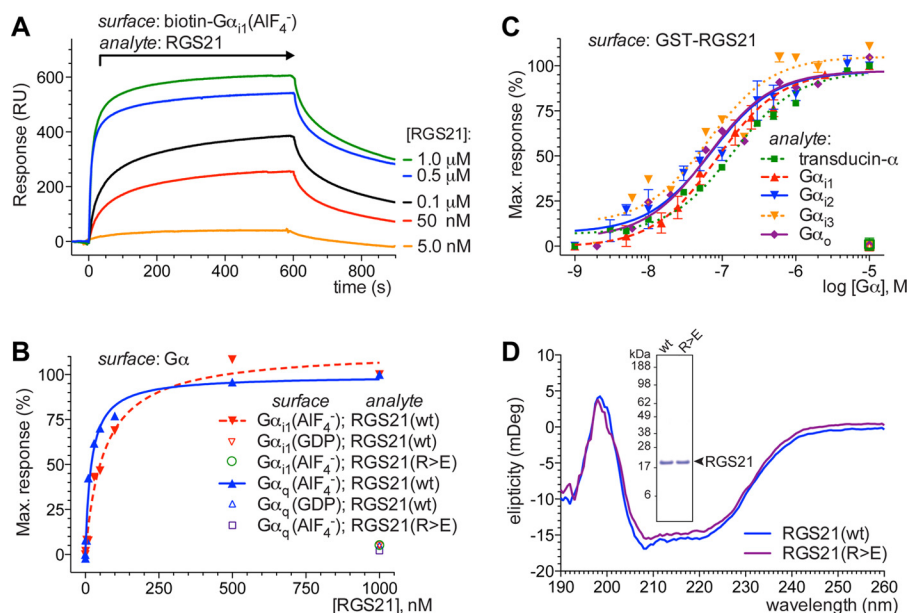 A
surface: biotin-Gαi1(AlF4-)
analyte: RGS21
Response (RU)
600
400
200
0
[RGS21]:
1.0 μM
0.5 μM
0.1 μM
50 nM
5.0 nM
0 200 400 600 800
time (s)
B
surface: Gα
Max. response (%)
100
75
50
25
0
surface analyte
Gαi1(AlF4-); RGS21(wt)
Gαi1(GDP); RGS21(wt)
Gαi1(AlF4-); RGS21(R>E)
Gαq(AlF4-); RGS21(wt)
Gαq(GDP); RGS21(wt)
Gαq(AlF4-); RGS21(R>E)
0 500 1000
[RGS21], nM
C
surface: GST-RGS21
Max. response (%)
100
75
50
25
0
analyte:
transducin-α
Gαi1
Gαi2
Gαi3
Gαo
10-9 10-8 10-7 10-6 10-5
log [Gα], M
D
elipticity (mDeg)
10
5
0
-5
-10
-15
-20
wt R>E
kDa
188
98
62
49
38
28
17
6
RGS21
RGS21(wt)
RGS21(R>E)
190 200 210 220 230 240 250 260
wavelength (nm)